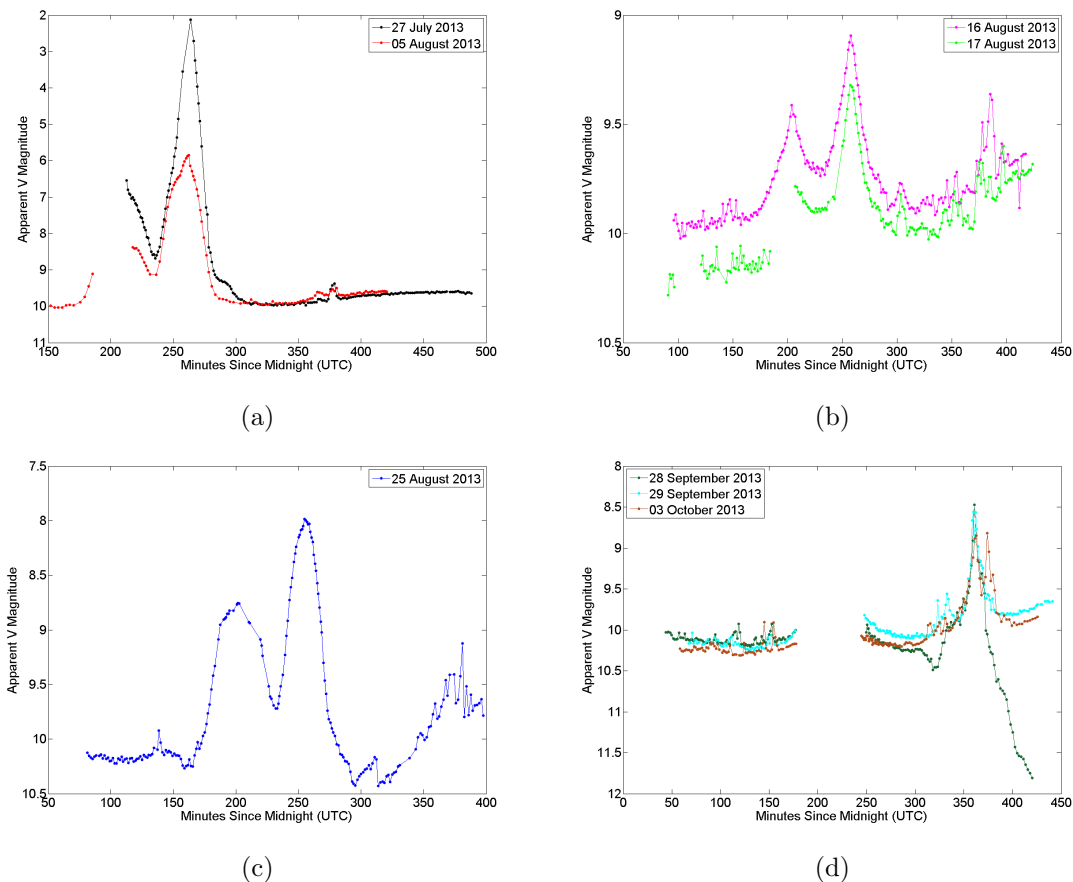 27 July 2013
05 August 2013
2
3
4
5
6
7
8
9
10
11
Apparent V Magnitude
150 200 250 300 350 400 450 500
Minutes Since Midnight (UTC)
(a)
16 August 2013
17 August 2013
9
9.5
10
10.5
Apparent V Magnitude
50 100 150 200 250 300 350 400 450
Minutes Since Midnight (UTC)
(b)
25 August 2013
7.5
8
8.5
9
9.5
10
10.5
Apparent V Magnitude
50 100 150 200 250 300 350 400
Minutes Since Midnight (UTC)
(c)
28 September 2013
29 September 2013
03 October 2013
8
8.5
9
9.5
10
10.5
11
11.5
12
Apparent V Magnitude
0 50 100 150 200 250 300 350 400 450
Minutes Since Midnight (UTC)
(d)